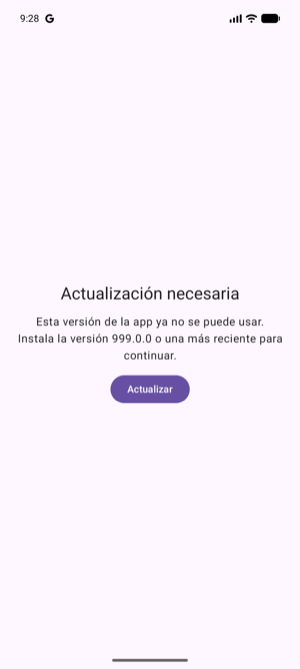 9:28
Actualización necesaria
Esta versión de la app ya no se puede usar.
Instala la versión 999.0.0 o una más reciente para
continuar.
Actualizar